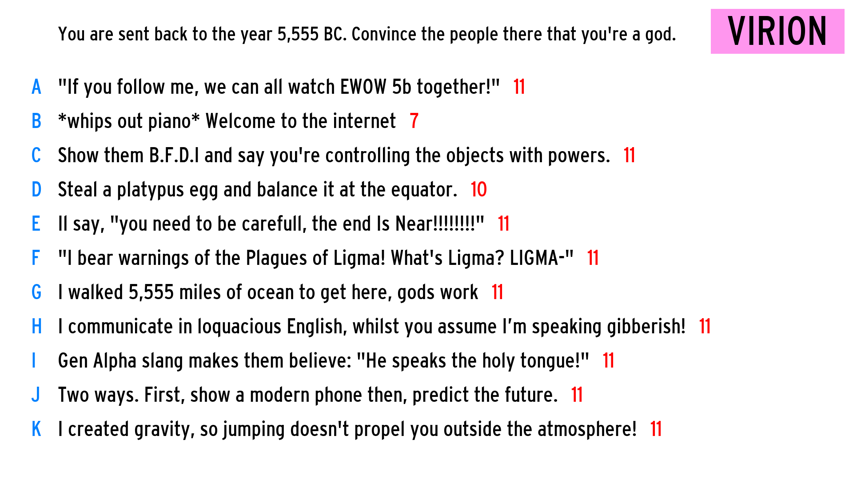 You are sent back to the year 5,555 BC. Convince the people there that you're a god.
VIRION
A "If you follow me, we can all watch EWOW 5b together!" 11
B *whips out piano* Welcome to the internet 7
C Show them B.F.D.I and say you're controlling the objects with powers. 11
D Steal a platypus egg and balance it at the equator. 10
E Il say, "you need to be carefull, the end Is Near!!!!!!!!" 11
F "I bear warnings of the Plagues of Ligma! What's Ligma? LIGMA-" 11
G I walked 5,555 miles of ocean to get here, gods work 11
H I communicate in loquacious English, whilst you assume I’m speaking gibberish! 11
I Gen Alpha slang makes them believe: "He speaks the holy tongue!" 11
J Two ways. First, show a modern phone then, predict the future. 11
K I created gravity, so jumping doesn't propel you outside the atmosphere! 11